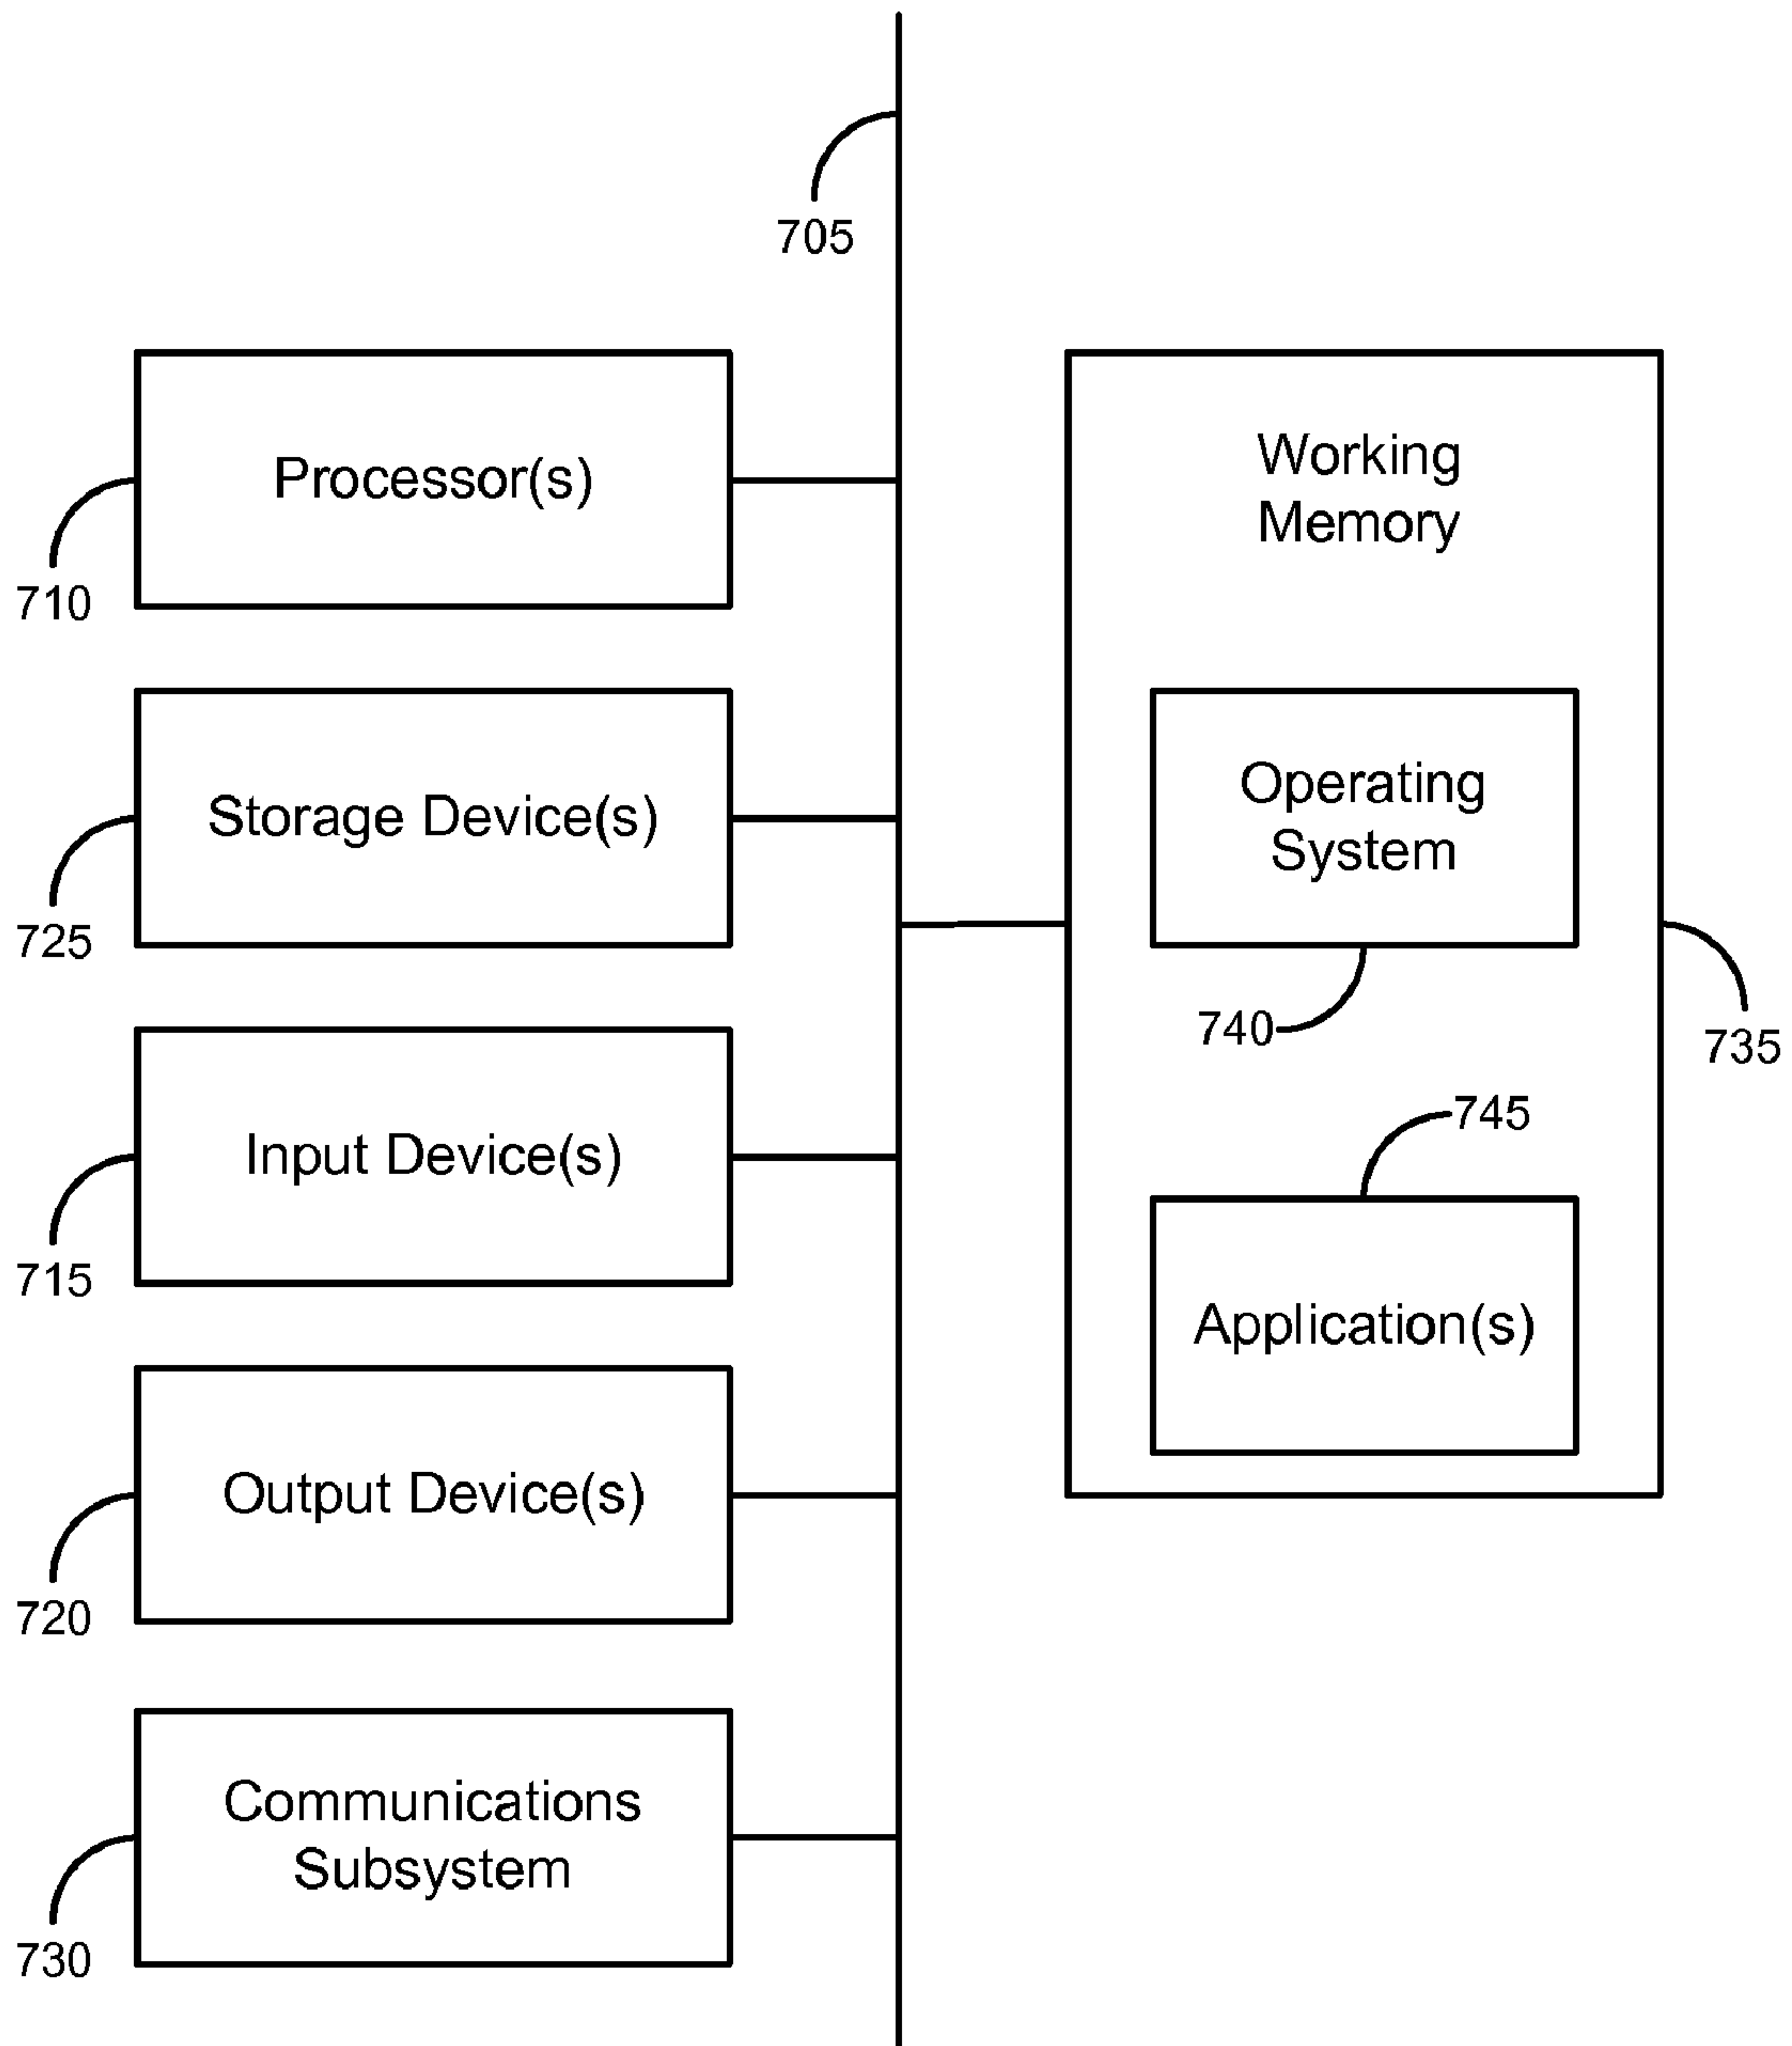 705
Processor(s)
710
Storage Device(s)
725
Input Device(s)
715
Output Device(s)
720
Communications
Subsystem
730
Working
Memory
Operating
System
740
735
745
Application(s)